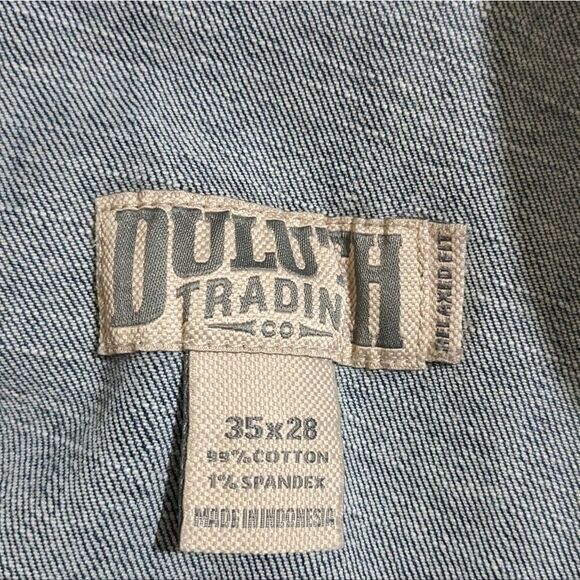 DULUTH
TRADIN
CO
RELAXED FIT
35x28
99% COTTON
1% SPANDEX
MADE IN INDONESIA